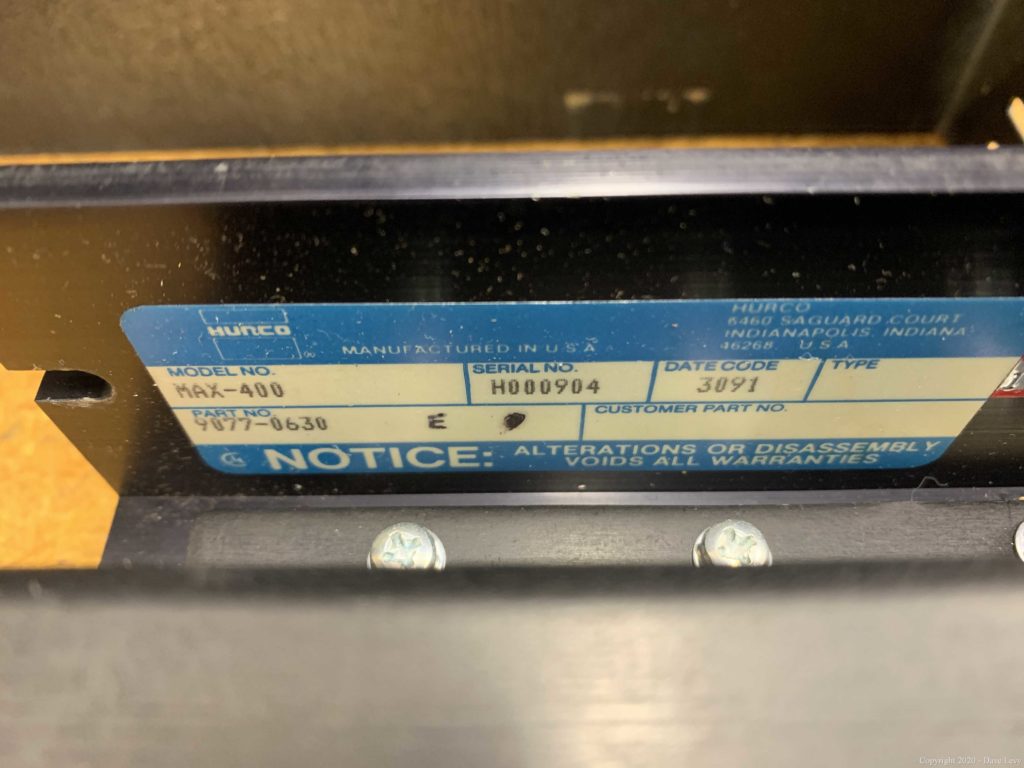 HURCO
MANUFACTURED IN U S A
HURCO
6460 SAGUARD COURT
INDIANAPOLIS INDIANA
46268 U S A
MODEL NO.
MAX-400
SERIAL NO.
H000904
DATE CODE
3091
TYPE
PART NO.
9077-0630 E
CUSTOMER PART NO.
NOTICE: ALTERATIONS OR DISASSEMBLY
VOIDS ALL WARRANTIES
Copyright 2020 - Dave Levy